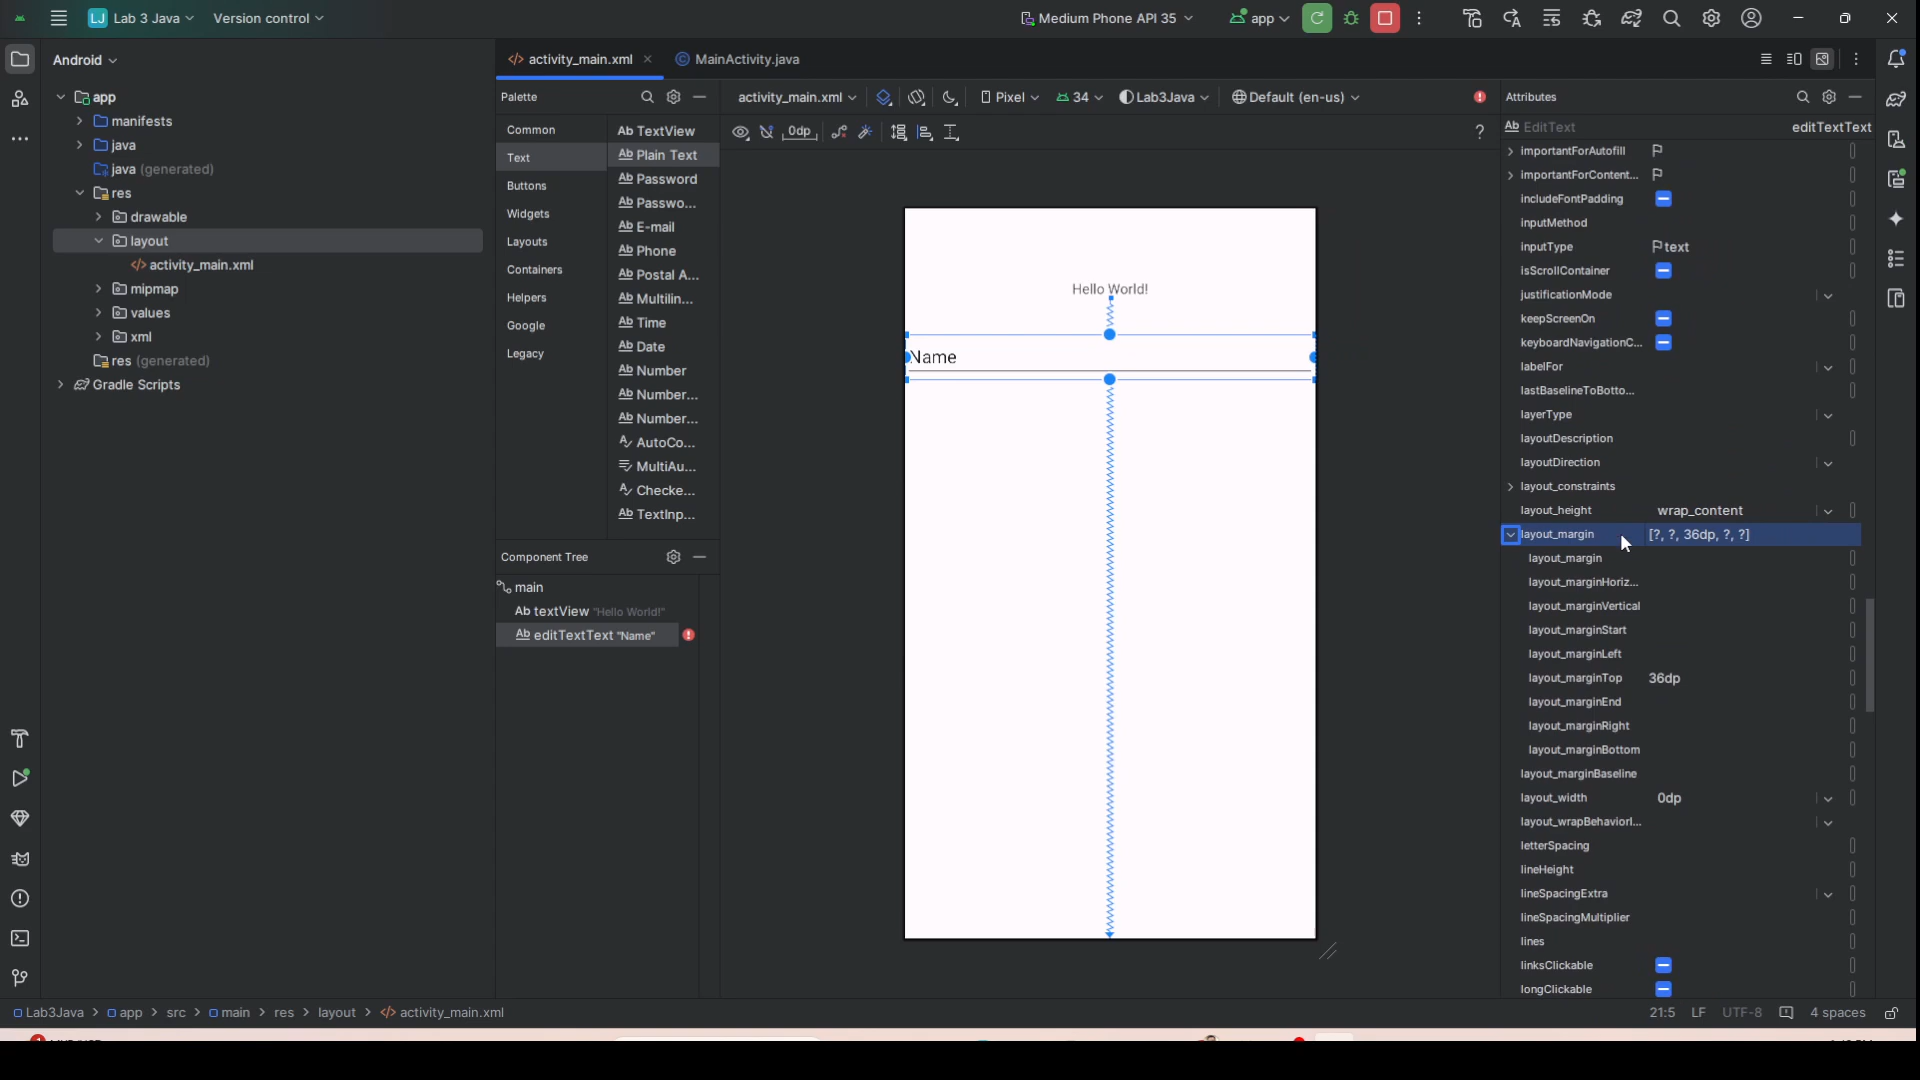 LJ Lab 3 Java Version control Medium Phone API 35 app
Android
app
manifests
java
java (generated)
res
drawable
layout
activity_main.xml
mipmap
values
xml
res (generated)
Gradle Scripts
activity_main.xml MainActivity.java
Palette
Common
Text
Buttons
Widgets
Layouts
Containers
Helpers
Google
Legacy
Ab TextView
Ab Plain Text
Ab Password
Ab Passwo...
Ab E-mail
Ab Phone
Ab Postal A...
Ab Multilin...
Ab Time
Ab Date
Ab Number
Ab Number...
Ab Number...
AutoCo...
MultiAu...
Checke...
Ab TextInp...
Component Tree
main
Ab textView "Hello World!"
Ab editTextText "Name"
activity_main.xml Pixel 34 Lab3Java Default (en-us)
0dp
?
Hello World!
Name
Attributes
Ab EditText editTextText
importantForAutofill
importantForContent...
includeFontPadding
inputMethod
inputType text
isScrollContainer
justificationMode
keepScreenOn
keyboardNavigationC...
labelFor
lastBaselineToBotto...
layerType
layoutDescription
layoutDirection
layout_constraints
layout_height wrap_content
layout_margin [?, ?, 36dp, ?, ?]
layout_margin
layout_marginHoriz...
layout_marginVertical
layout_marginStart
layout_marginLeft
layout_marginTop 36dp
layout_marginEnd
layout_marginRight
layout_marginBottom
layout_marginBaseline
layout_width 0dp
layout_wrapBehaviorI...
letterSpacing
lineHeight
lineSpacingExtra
lineSpacingMultiplier
lines
linksClickable
longClickable
Lab3Java > app > src > main > res > layout > activity_main.xml 21:5 LF UTF-8 4 spaces